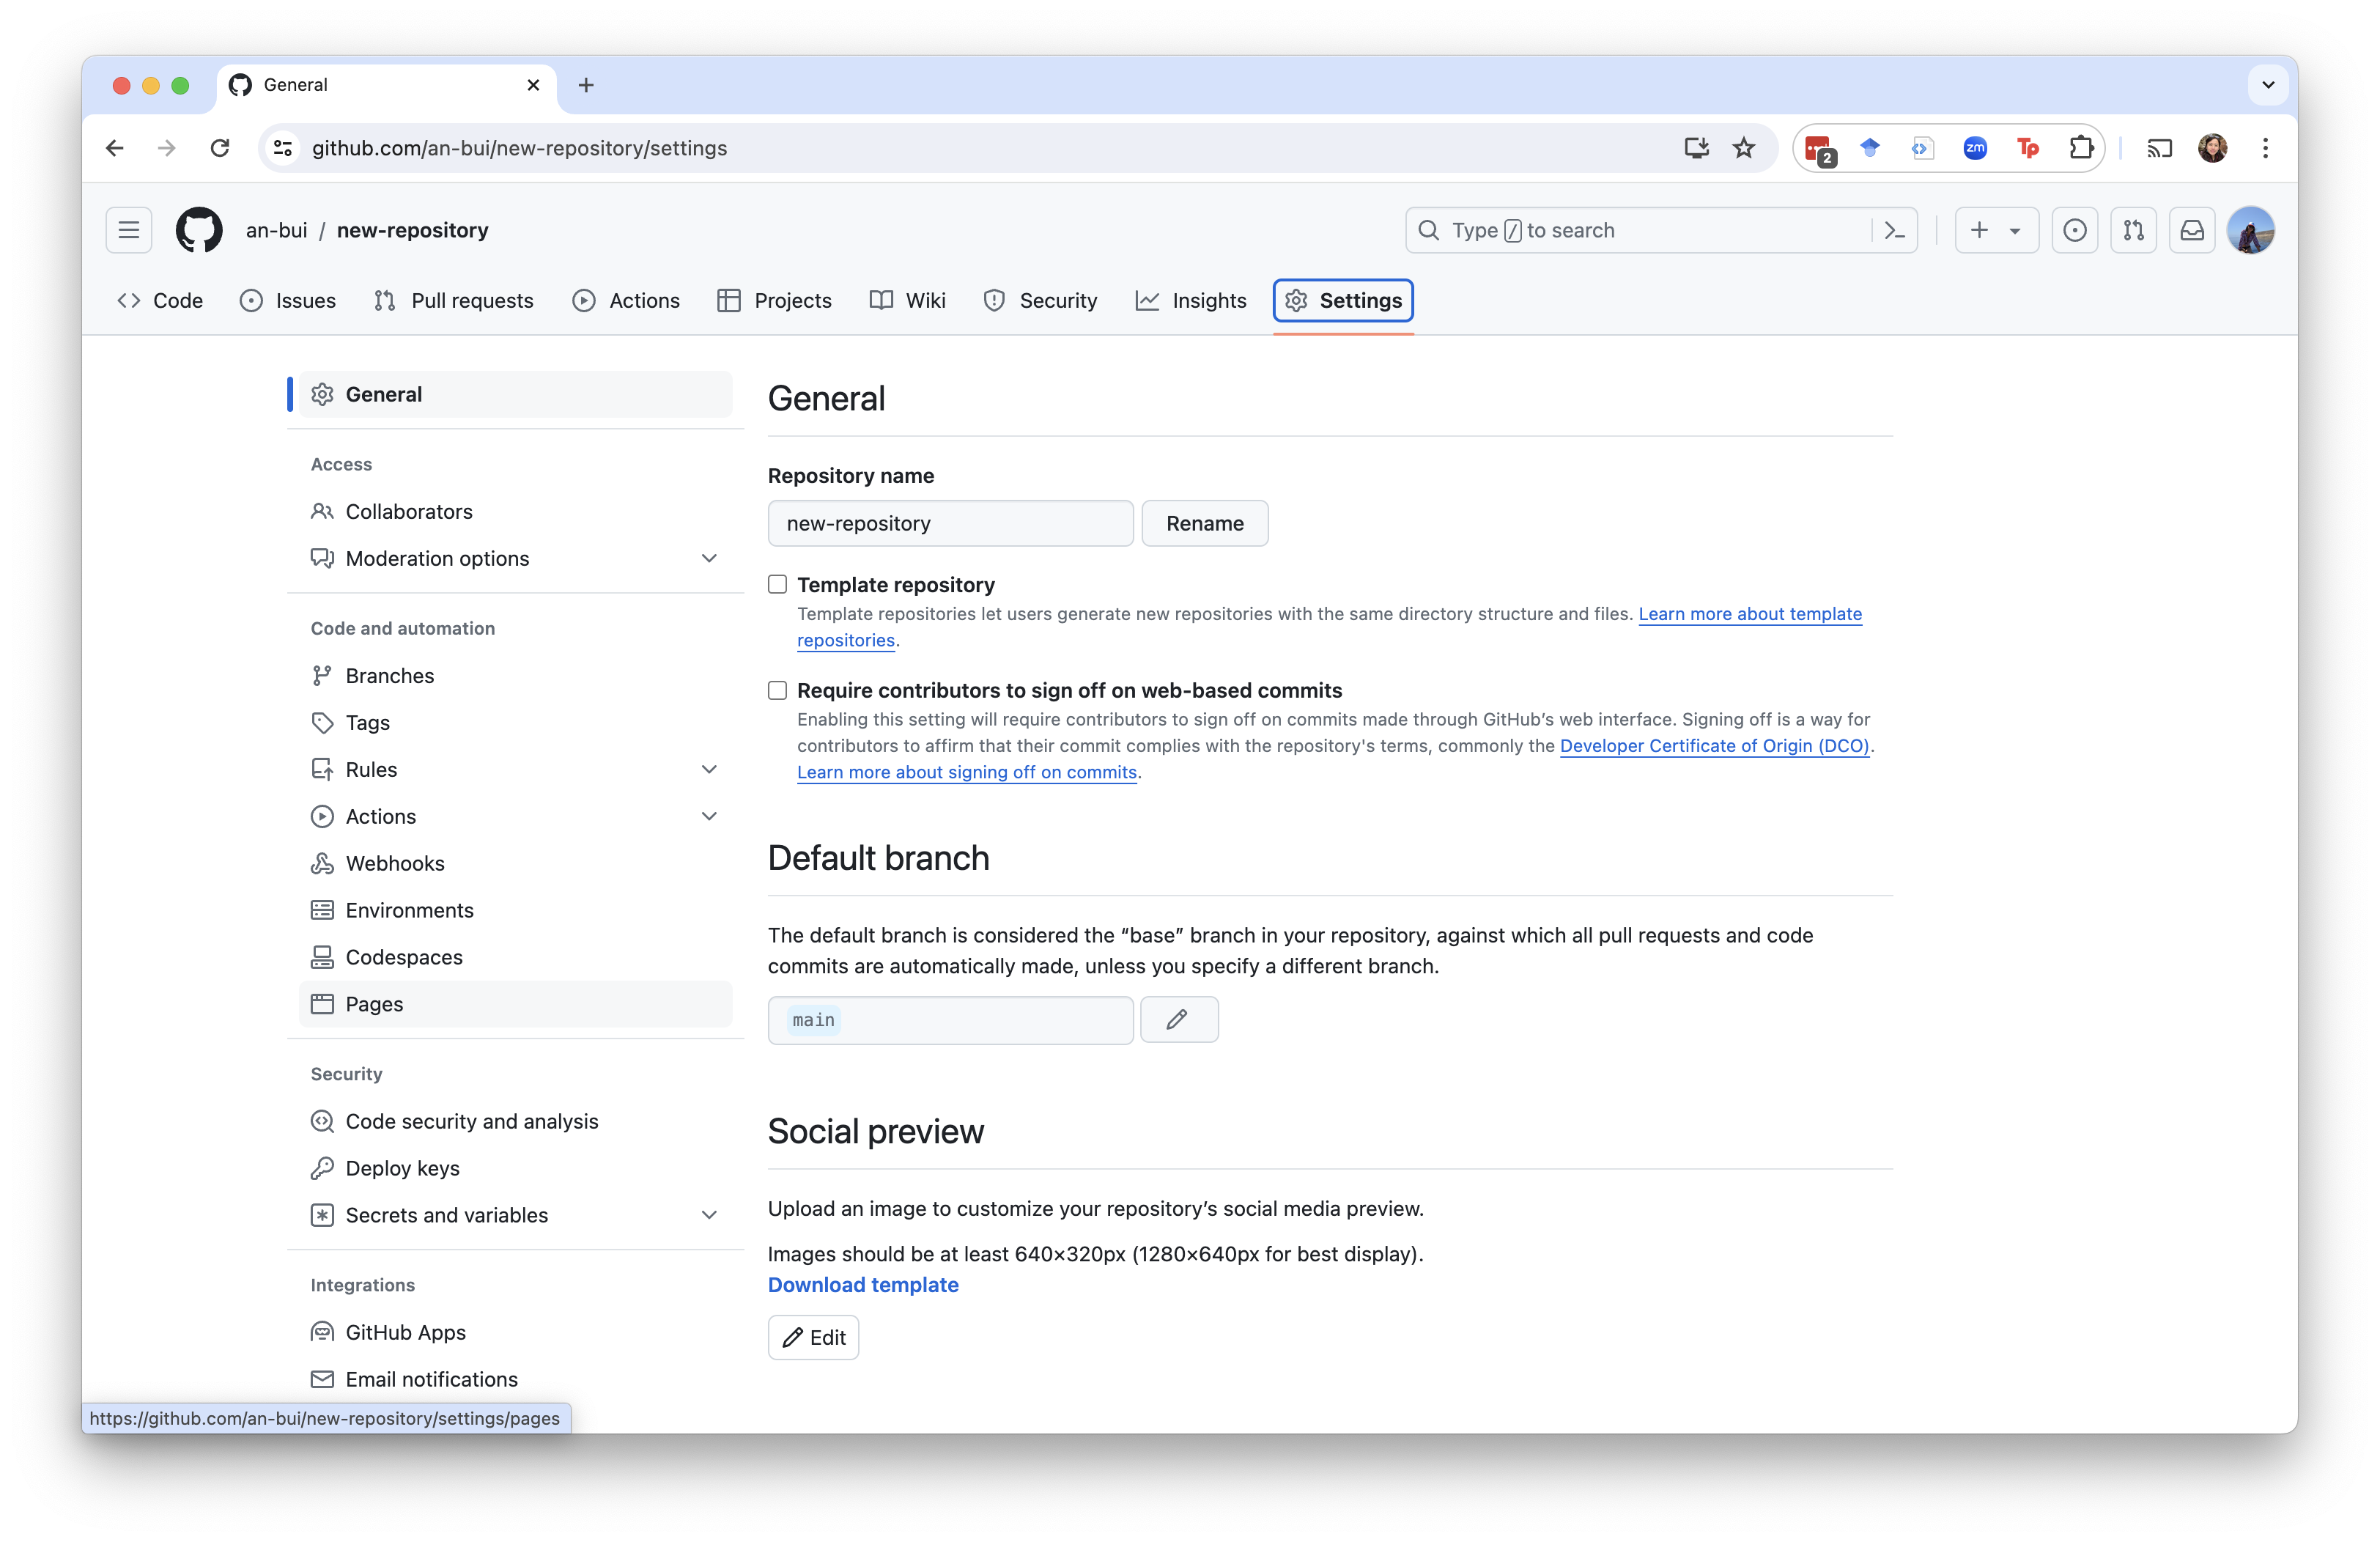 General
github.com/an-bui/new-repository/settings
2
zm
Tp
an-bui / new-repository
Type / to search
Code
Issues
Pull requests
Actions
Projects
Wiki
Security
Insights
Settings
General
Access
Collaborators
Moderation options
Code and automation
Branches
Tags
Rules
Actions
Webhooks
Environments
Codespaces
Pages
Security
Code security and analysis
Deploy keys
Secrets and variables
Integrations
GitHub Apps
Email notifications
https://github.com/an-bui/new-repository/settings/pages
General
Repository name
new-repository
Rename
Template repository
Template repositories let users generate new repositories with the same directory structure and files. Learn more about template
repositories.
Require contributors to sign off on web-based commits
Enabling this setting will require contributors to sign off on commits made through GitHub’s web interface. Signing off is a way for
contributors to affirm that their commit complies with the repository's terms, commonly the Developer Certificate of Origin (DCO).
Learn more about signing off on commits.
Default branch
The default branch is considered the “base” branch in your repository, against which all pull requests and code
commits are automatically made, unless you specify a different branch.
main
Social preview
Upload an image to customize your repository’s social media preview.
Images should be at least 640×320px (1280×640px for best display).
Download template
Edit